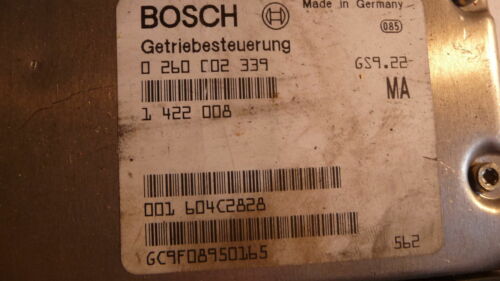 BOSCH
Made in Germany
085
Getriebesteuerung
0 260 C02 339
GS9.22
MA
1 422 008
001 604C2828
GC9F08950165
562